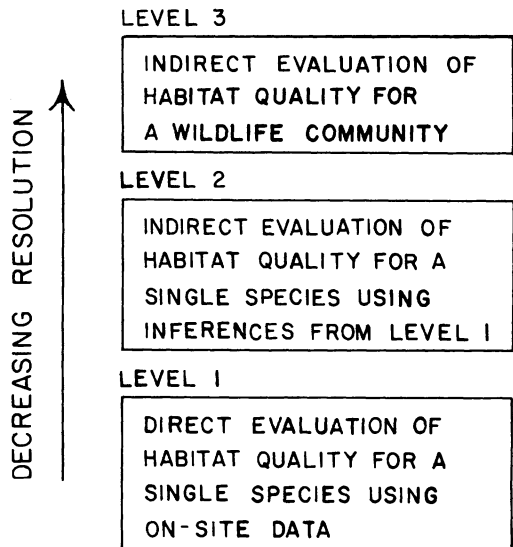 LEVEL 3
INDIRECT EVALUATION OF
HABITAT QUALITY FOR
A WILDLIFE COMMUNITY
LEVEL 2
INDIRECT EVALUATION OF
HABITAT QUALITY FOR A
SINGLE SPECIES USING
INFERENCES FROM LEVEL 1
LEVEL 1
DIRECT EVALUATION OF
HABITAT QUALITY FOR A
SINGLE SPECIES USING
ON-SITE DATA
DECREASING RESOLUTION